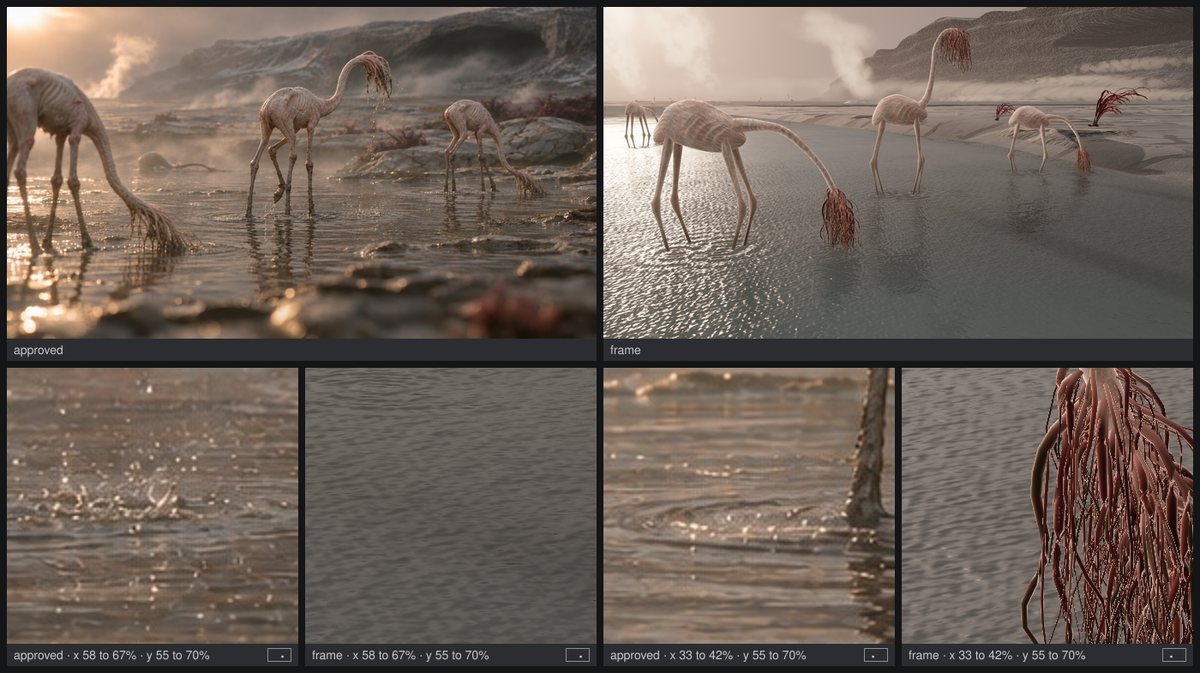 approved
frame
approved · x 58 to 67% · y 55 to 70%
frame · x 58 to 67% · y 55 to 70%
approved · x 33 to 42% · y 55 to 70%
frame · x 33 to 42% · y 55 to 70%